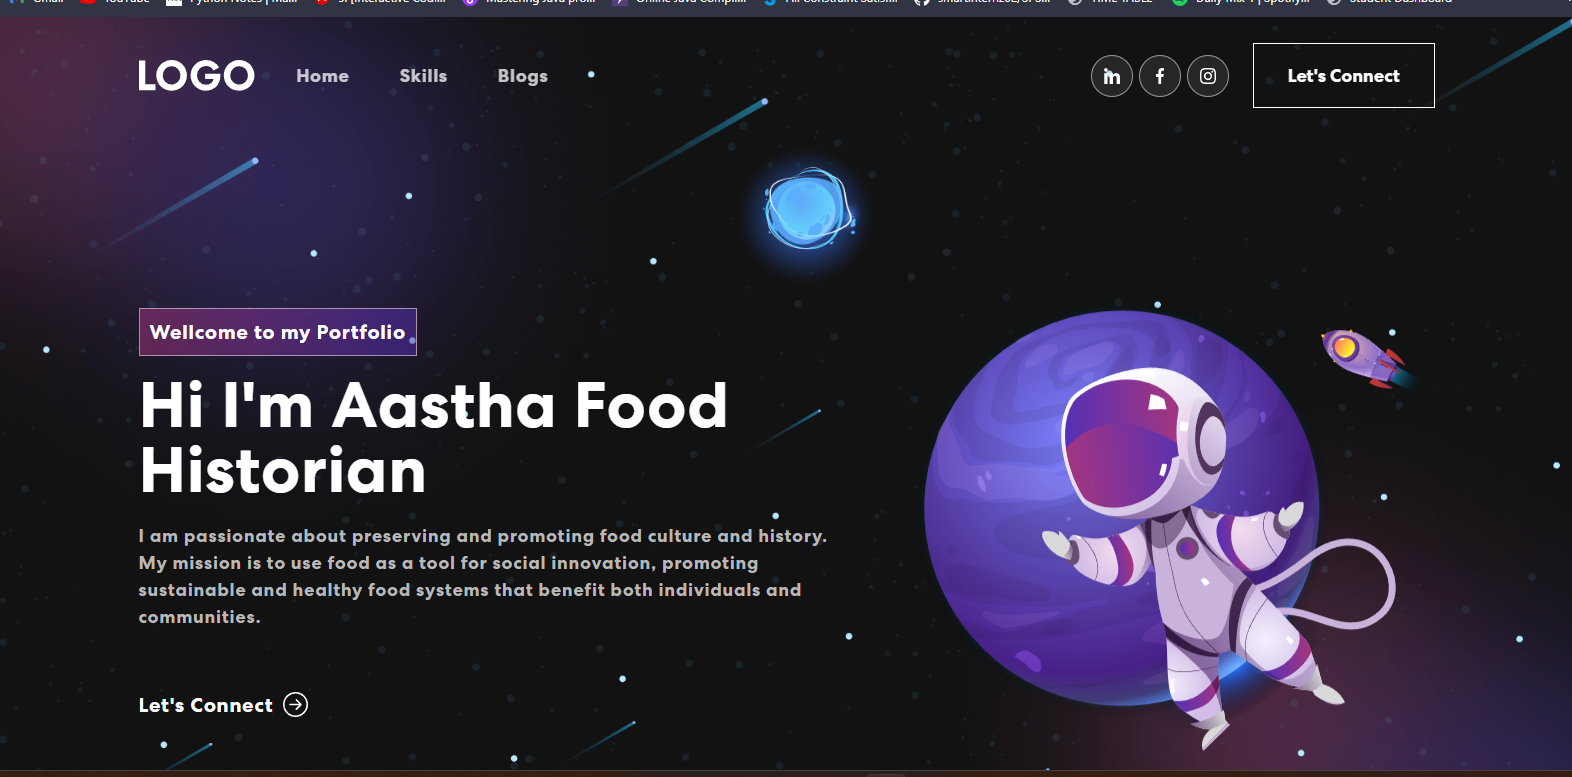 LOGO
Home
Skills
Blogs
Let's Connect
Wellcome to my Portfolio
Hi I'm Aastha Food
Historian
I am passionate about preserving and promoting food culture and history.
My mission is to use food as a tool for social innovation, promoting
sustainable and healthy food systems that benefit both individuals and
communities.
Let's Connect